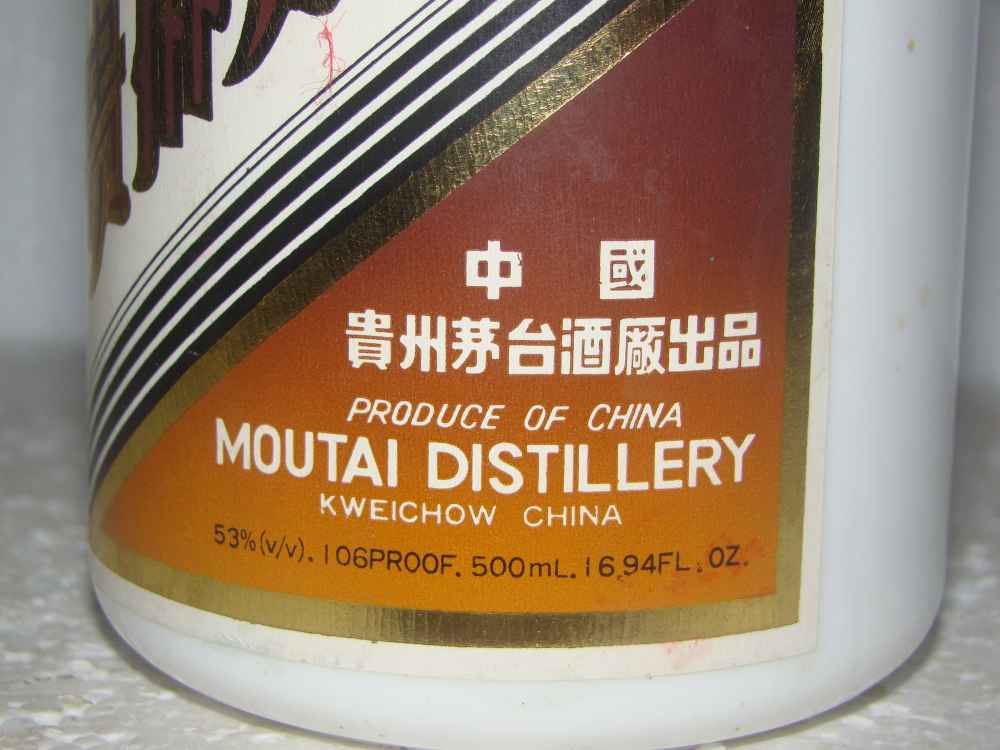 中國
貴州茅台酒厰出品
PRODUCE OF CHINA
MOUTAI DISTILLERY
KWEICHOW CHINA
53%(v/v). 106PROOF. 500mL. 16.94FL. OZ.